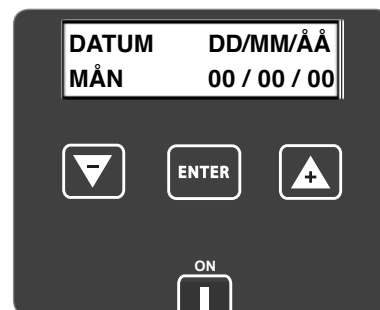 DATUM DD/MM/ÅÅ
MÅN 00 / 00 / 00
- ENTER +
ON